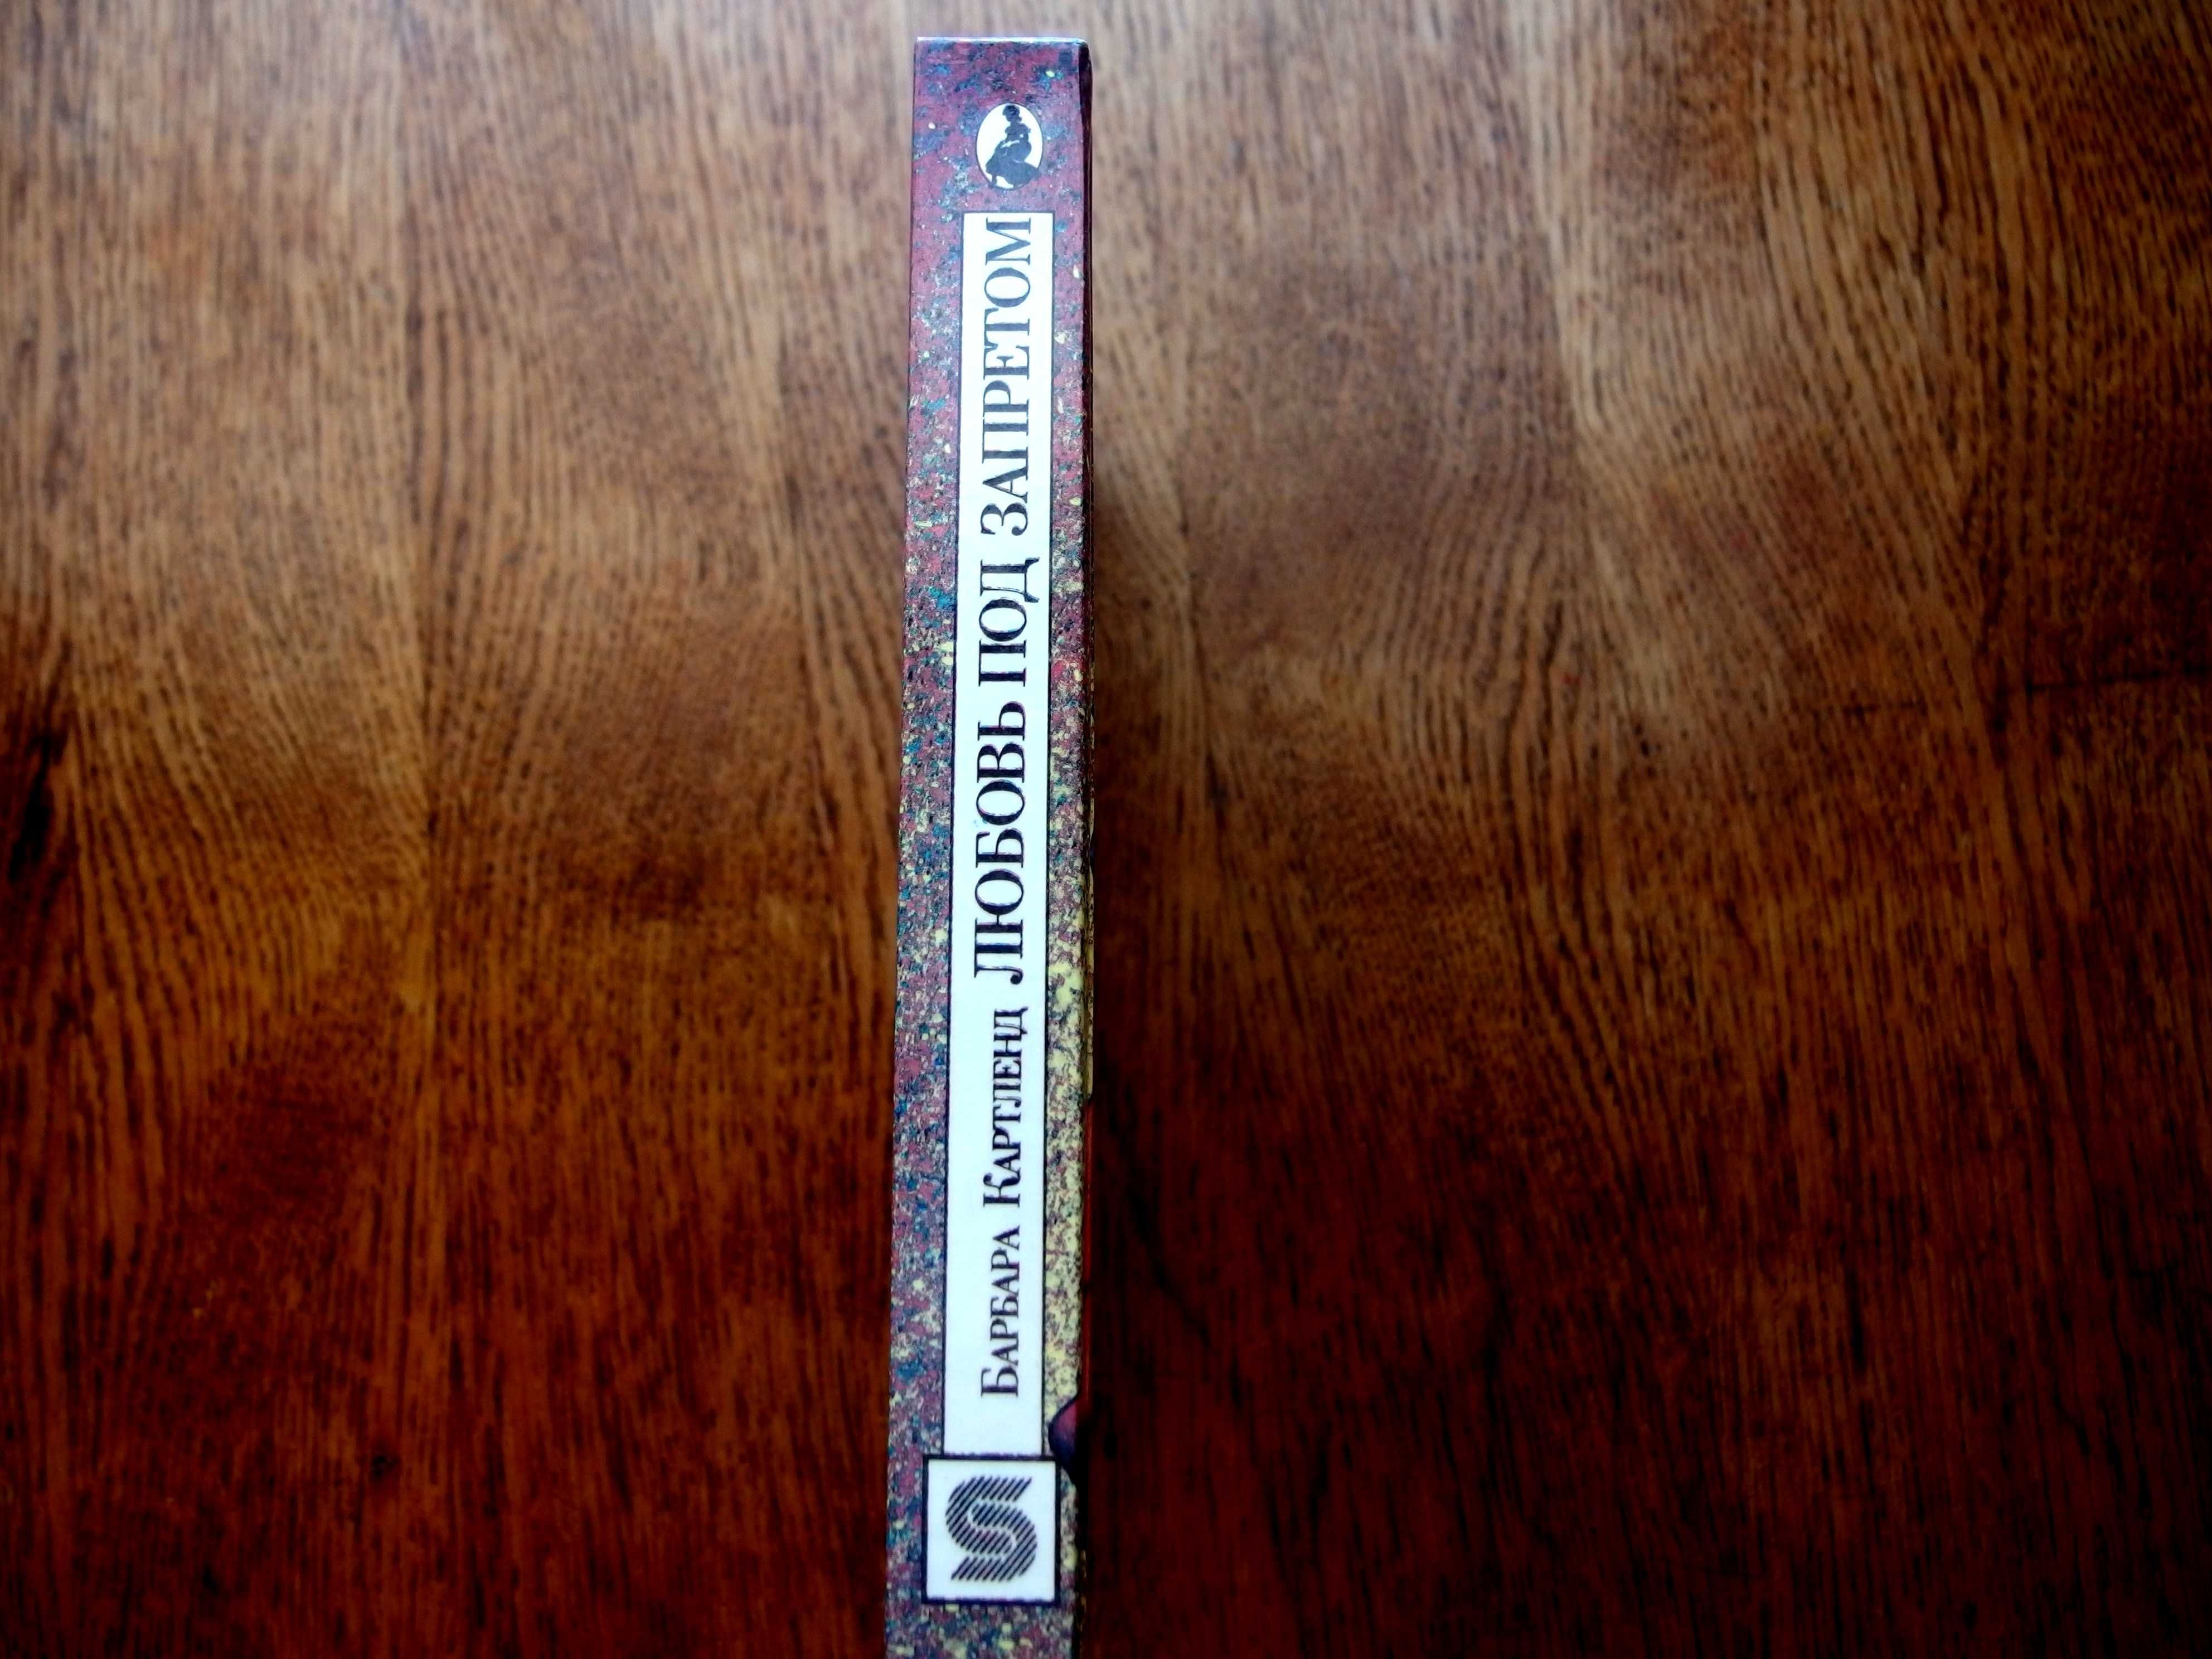 Барбара Картленд ЛЮБОВЬ ПОД ЗАПРЕТОМ
S